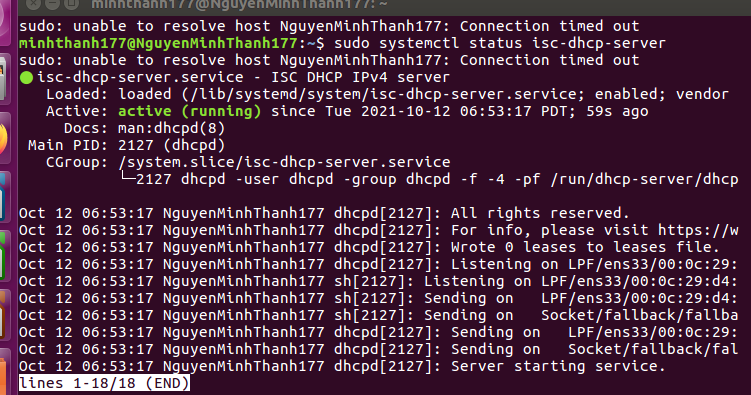 minhthanh177@NguyenMinhThanh177: ~
sudo: unable to resolve host NguyenMinhThanh177: Connection timed out
minhthanh177@NguyenMinhThanh177:~$ sudo systemctl status isc-dhcp-server
sudo: unable to resolve host NguyenMinhThanh177: Connection timed out
● isc-dhcp-server.service - ISC DHCP IPv4 server
Loaded: loaded (/lib/systemd/system/isc-dhcp-server.service; enabled; vendor
Active: active (running) since Tue 2021-10-12 06:53:17 PDT; 59s ago
Docs: man:dhcpd(8)
Main PID: 2127 (dhcpd)
CGroup: /system.slice/isc-dhcp-server.service
└─2127 dhcpd -user dhcpd -group dhcpd -f -4 -pf /run/dhcp-server/dhcp
Oct 12 06:53:17 NguyenMinhThanh177 dhcpd[2127]: All rights reserved.
Oct 12 06:53:17 NguyenMinhThanh177 dhcpd[2127]: For info, please visit https://w
Oct 12 06:53:17 NguyenMinhThanh177 dhcpd[2127]: Wrote 0 leases to leases file.
Oct 12 06:53:17 NguyenMinhThanh177 dhcpd[2127]: Listening on LPF/ens33/00:0c:29:
Oct 12 06:53:17 NguyenMinhThanh177 sh[2127]: Listening on LPF/ens33/00:0c:29:d4:
Oct 12 06:53:17 NguyenMinhThanh177 sh[2127]: Sending on   LPF/ens33/00:0c:29:d4:
Oct 12 06:53:17 NguyenMinhThanh177 sh[2127]: Sending on   Socket/fallback/fallba
Oct 12 06:53:17 NguyenMinhThanh177 dhcpd[2127]: Sending on   LPF/ens33/00:0c:29:
Oct 12 06:53:17 NguyenMinhThanh177 dhcpd[2127]: Sending on   Socket/fallback/fal
Oct 12 06:53:17 NguyenMinhThanh177 dhcpd[2127]: Server starting service.
lines 1-18/18 (END)